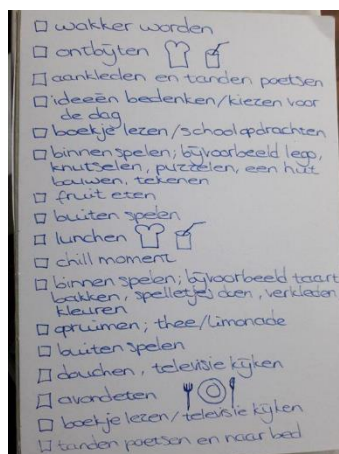 wakker worden
ontbijten
aankleden en tanden poetsen
ideeën bedenken/kiezen voor
de dag
boekje lezen/schoolopdrachten
binnen spelen; bijvoorbeeld lego,
knutselen, puzzelen, een hut
bouwen, tekenen
fruit eten
buiten spelen
lunchen
chill moment
binnen spelen; bijvoorbeeld taart
bakken, spelletjes doen, verkleden
kleuren
opruimen; thee/limonade
buiten spelen
douchen, televisie kijken
avondeten
boekje lezen/televisie kijken
tanden poetsen en naar bed